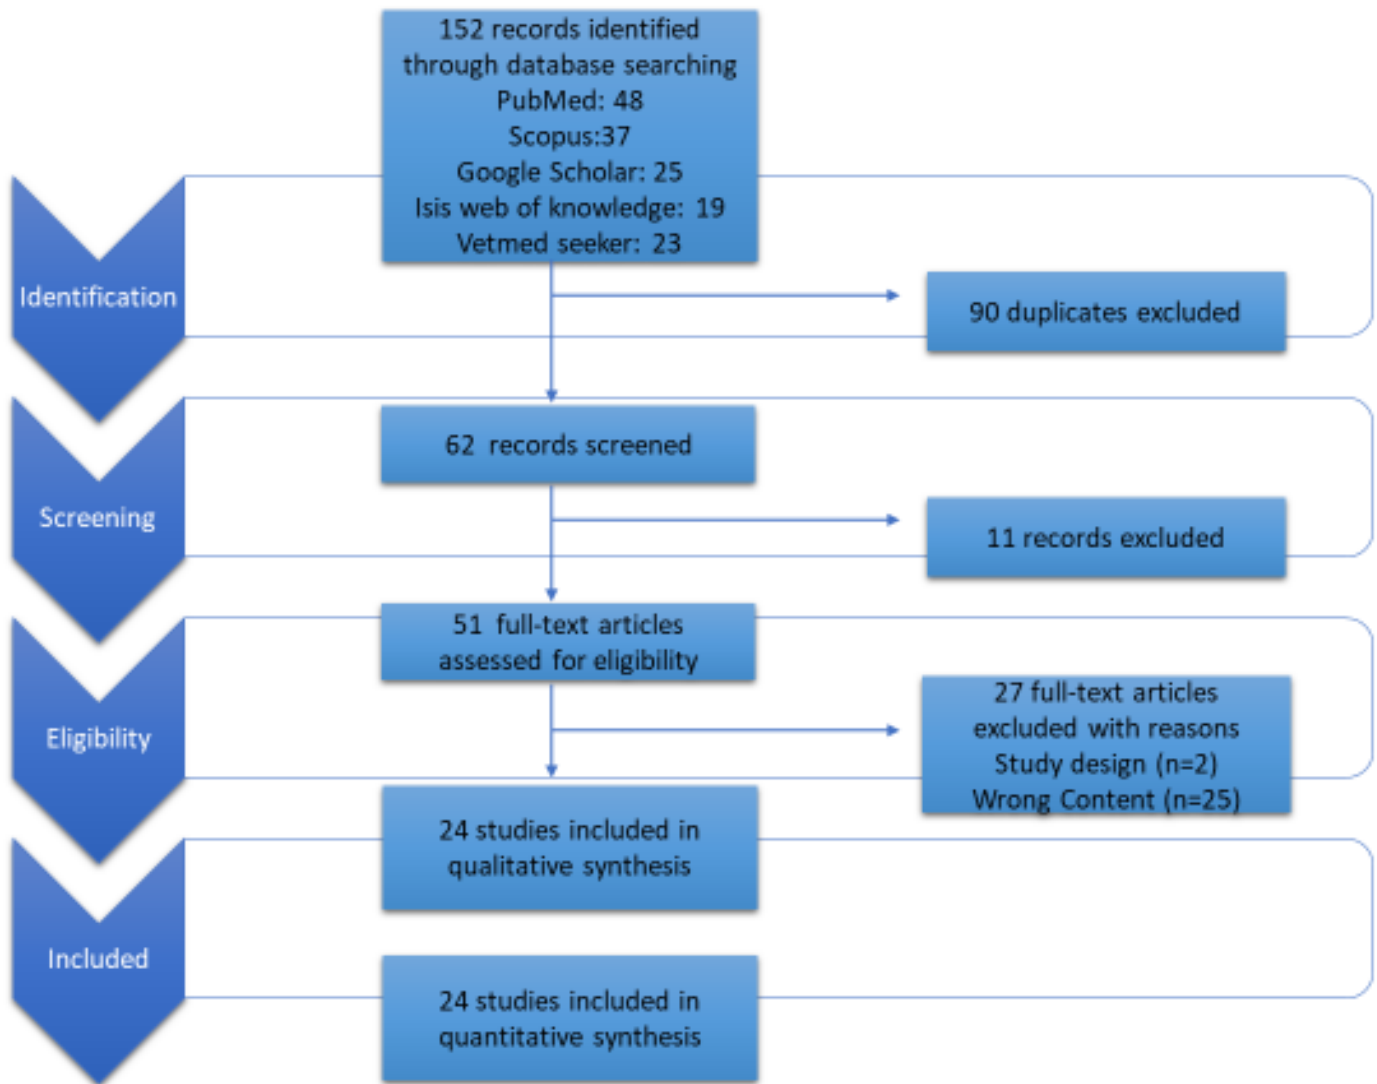 152 records identified
through database searching
PubMed: 48
Scopus:37
Google Scholar: 25
Isis web of knowledge: 19
Vetmed seeker: 23
Identification
90 duplicates excluded
62 records screened
Screening
11 records excluded
51 full-text articles
assessed for eligibility
Eligibility
27 full-text articles
excluded with reasons
Study design (n=2)
Wrong Content (n=25)
24 studies included in
qualitative synthesis
Included
24 studies included in
quantitative synthesis